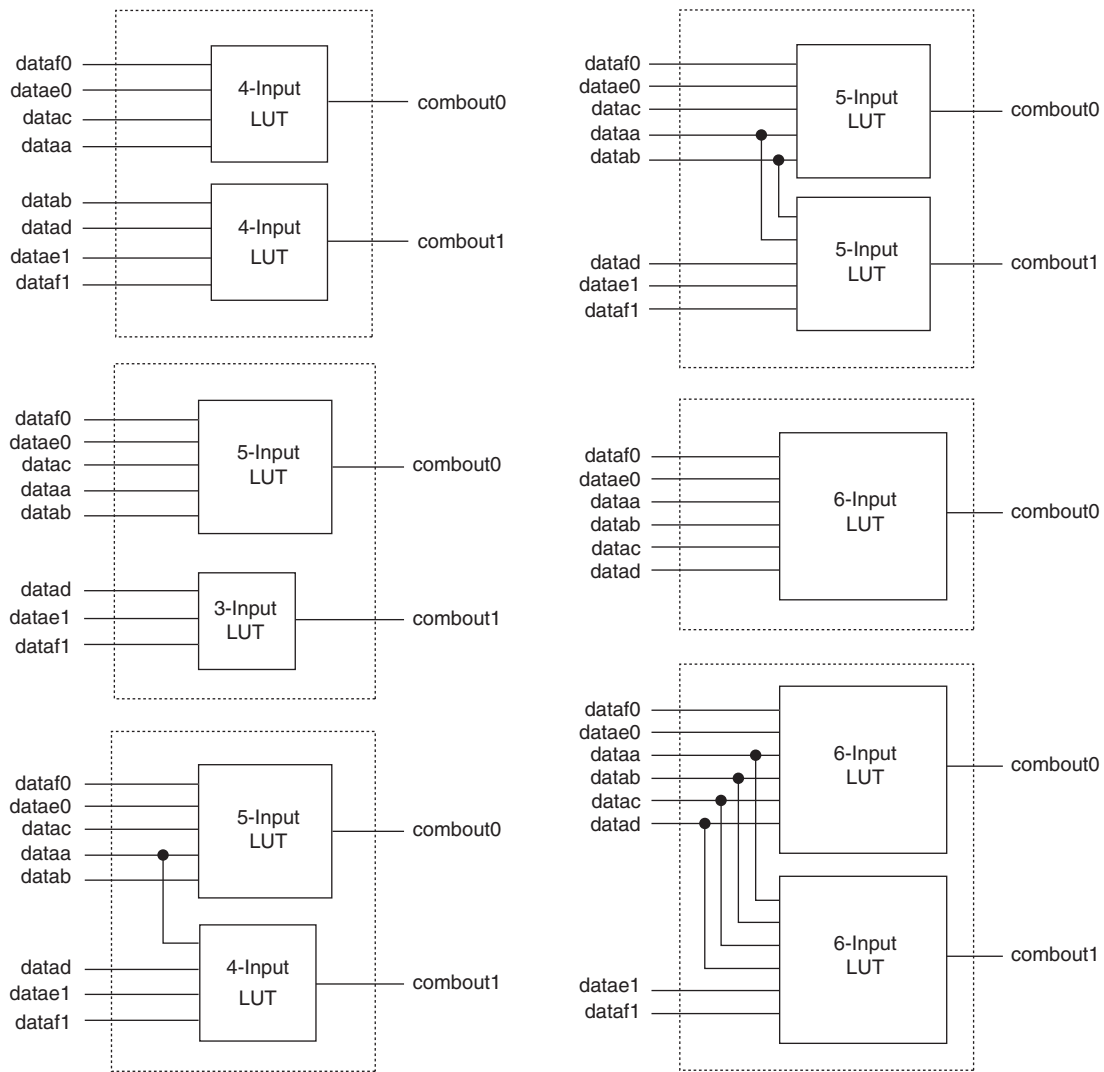 dataf0
datae0
datac
dataa
4-Input
LUT
combout0
datab
datad
datae1
dataf1
4-Input
LUT
combout1
dataf0
datae0
datac
dataa
datab
5-Input
LUT
combout0
datad
datae1
dataf1
3-Input
LUT
combout1
dataf0
datae0
datac
dataa
datab
5-Input
LUT
combout0
datad
datae1
dataf1
4-Input
LUT
combout1
dataf0
datae0
datac
dataa
datab
5-Input
LUT
combout0
datad
datae1
dataf1
5-Input
LUT
combout1
dataf0
datae0
dataa
datab
datac
datad
6-Input
LUT
combout0
dataf0
datae0
dataa
datab
datac
datad
6-Input
LUT
combout0
datae1
dataf1
6-Input
LUT
combout1